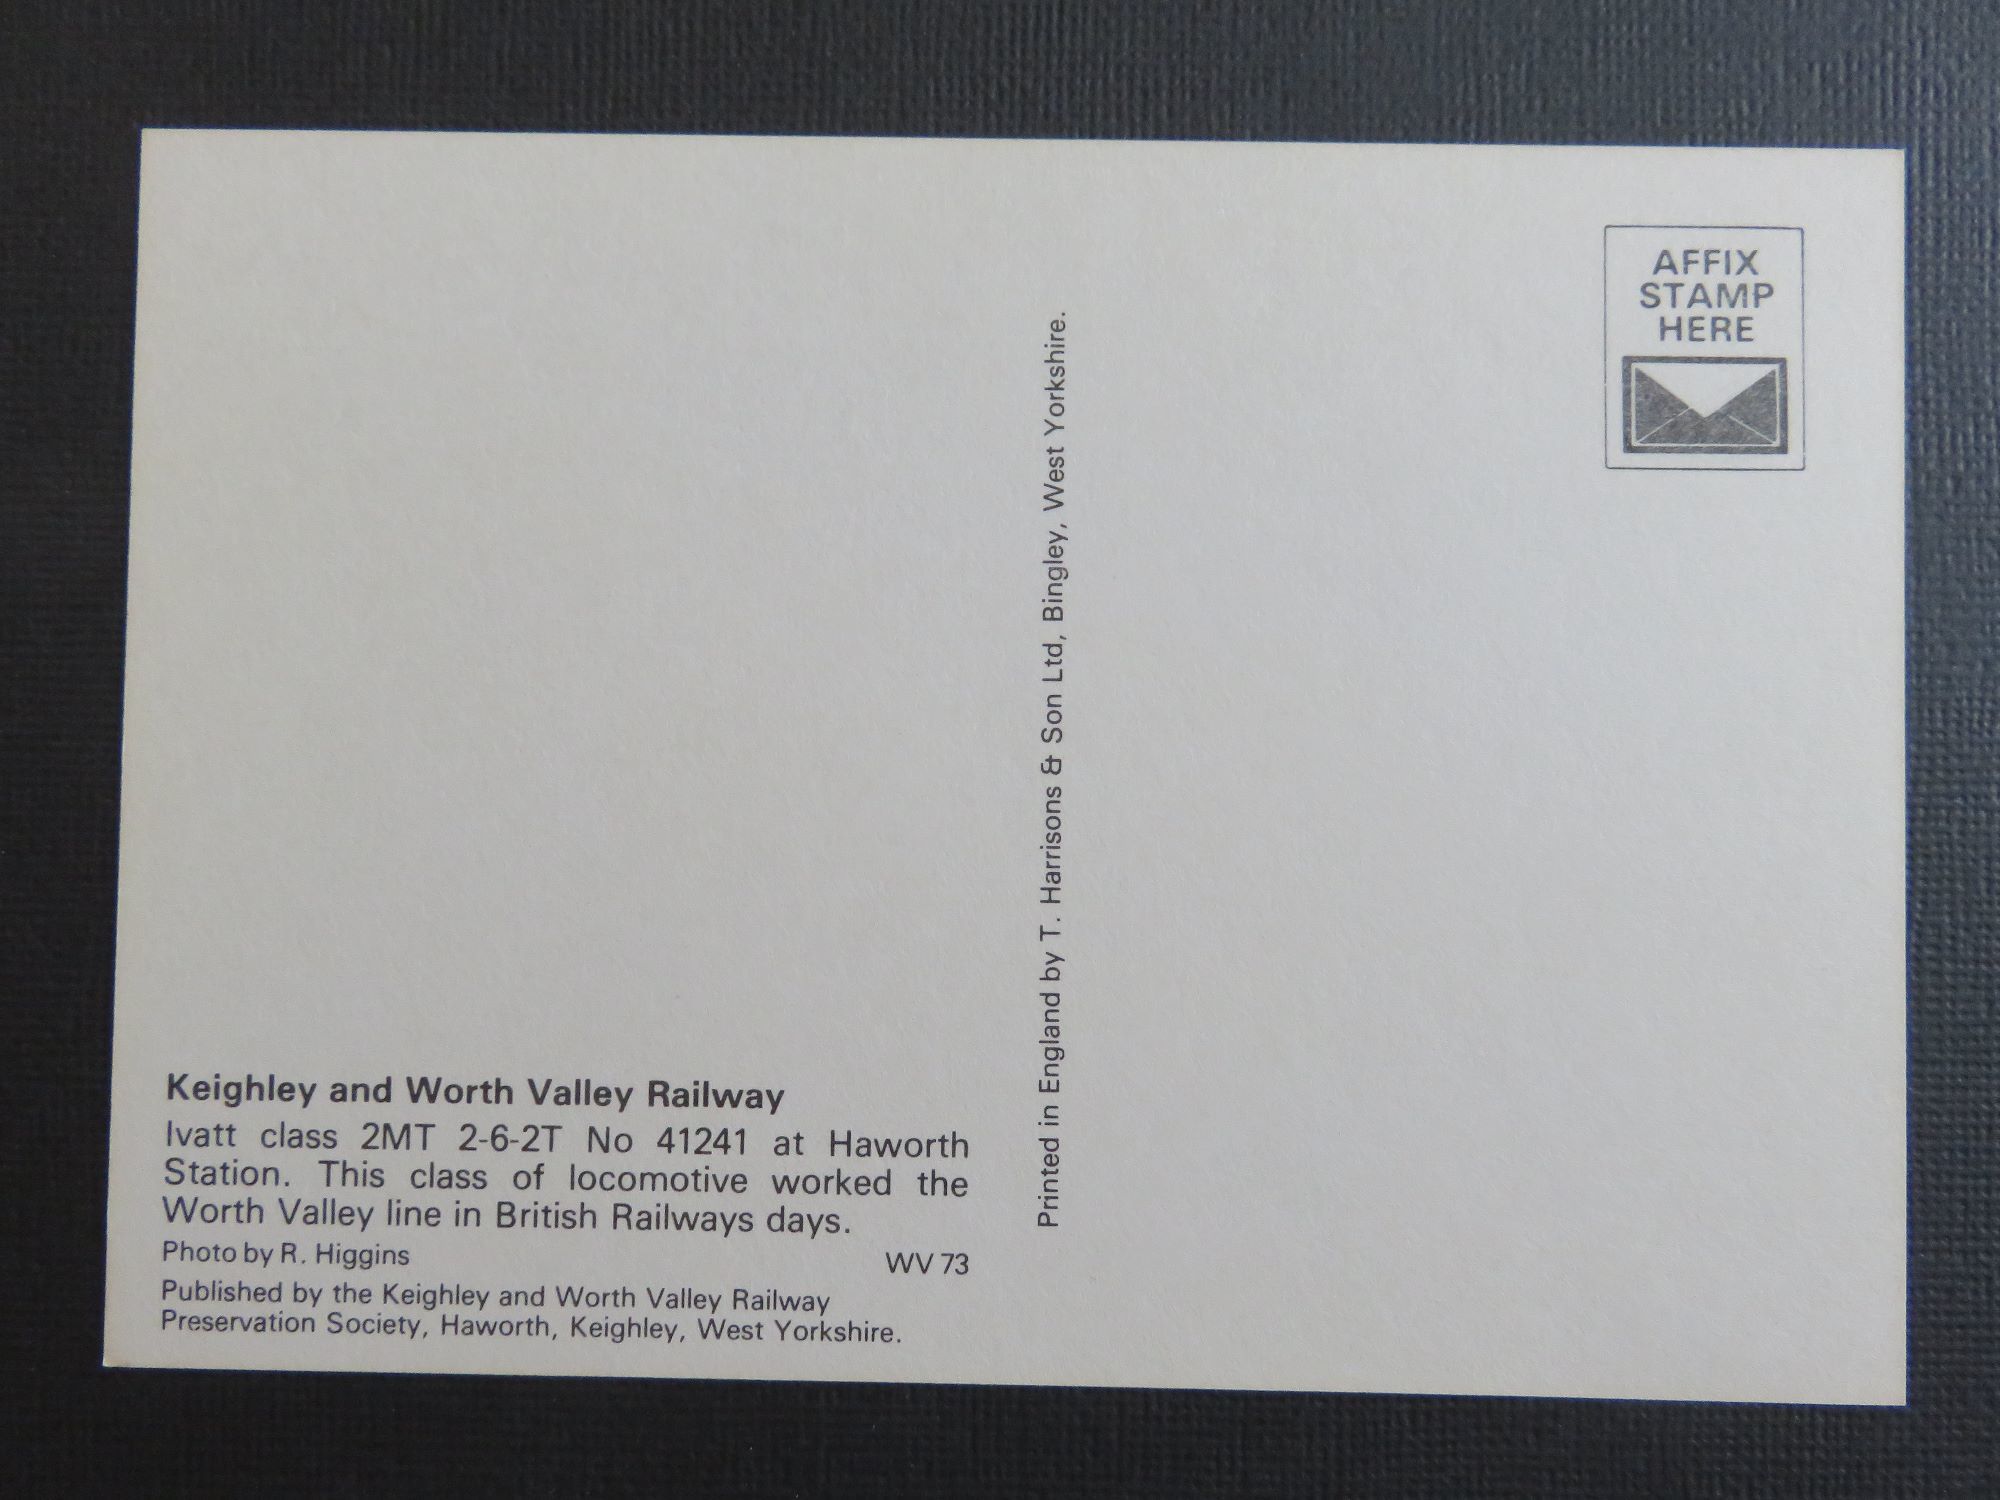 AFFIX
STAMP
HERE
Printed in England by T. Harrisons & Son Ltd, Bingley, West Yorkshire.
Keighley and Worth Valley Railway
Ivatt class 2MT 2-6-2T No 41241 at Haworth
Station. This class of locomotive worked the
Worth Valley line in British Railways days.
Photo by R. Higgins WV 73
Published by the Keighley and Worth Valley Railway
Preservation Society, Haworth, Keighley, West Yorkshire.